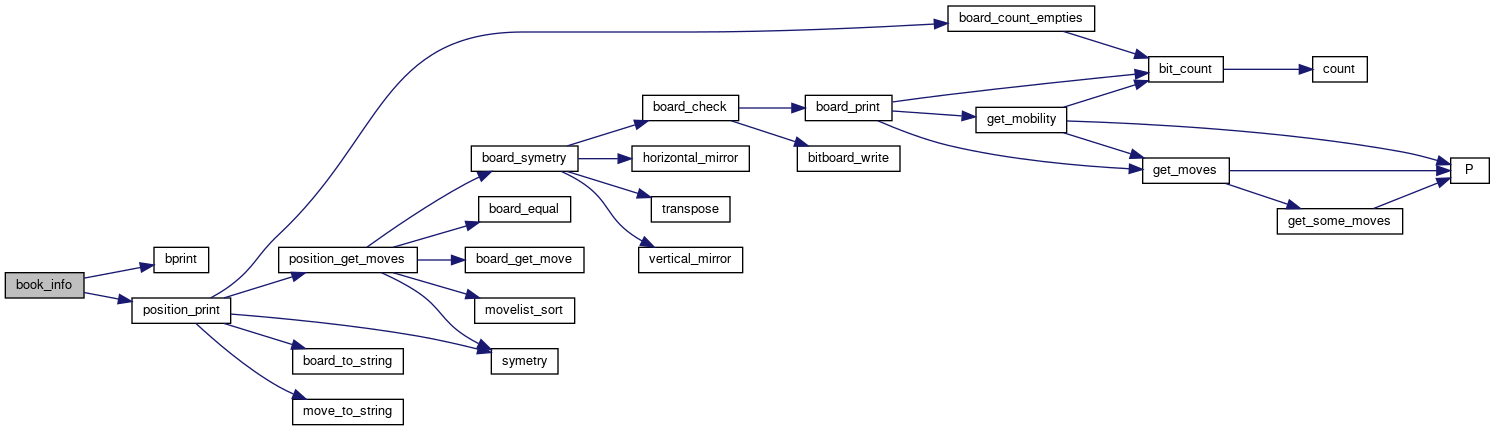 board_count_empties
bit_count
count
board_check
board_print
get_mobility
board_symetry
horizontal_mirror
bitboard_write
get_moves
P
board_equal
transpose
get_some_moves
bprint
position_get_moves
board_get_move
vertical_mirror
book_info
position_print
movelist_sort
board_to_string
symetry
move_to_string